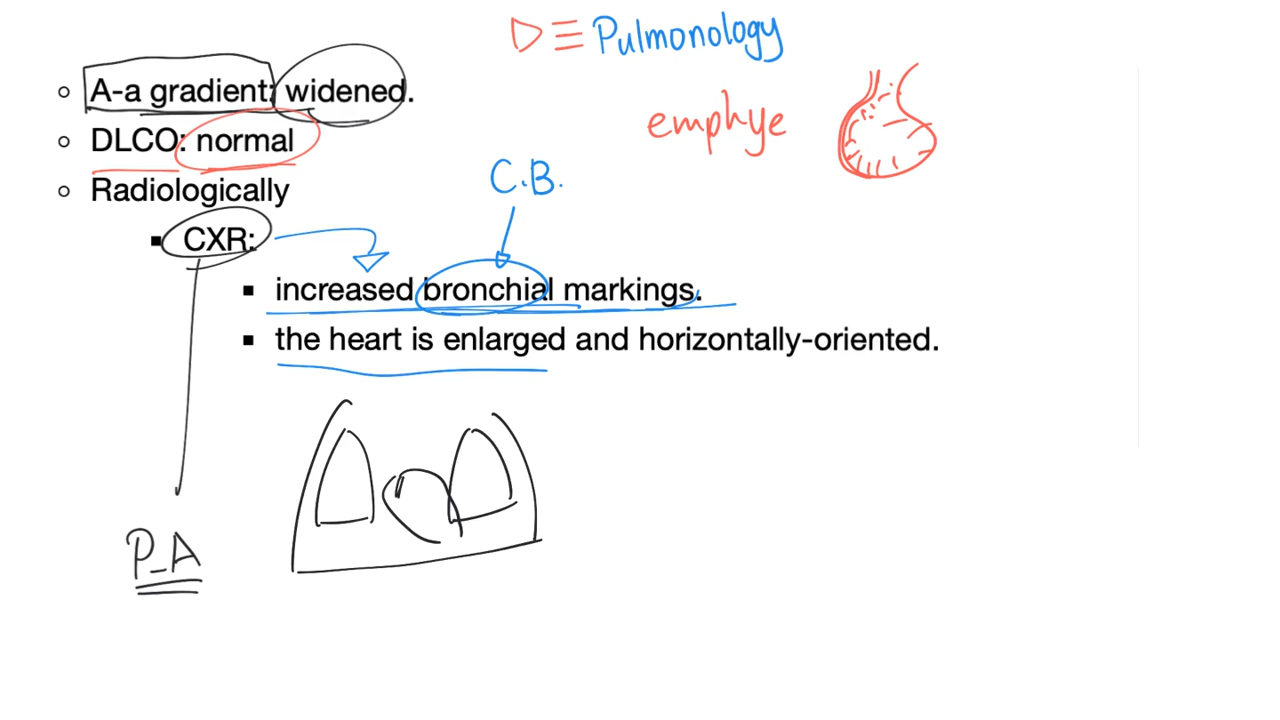 Pulmonology
A-a gradient: widened.
emphye
DLCO: normal
C.B.
Radiologically
CXR:
increased bronchial markings.
the heart is enlarged and horizontally-oriented.
P-A